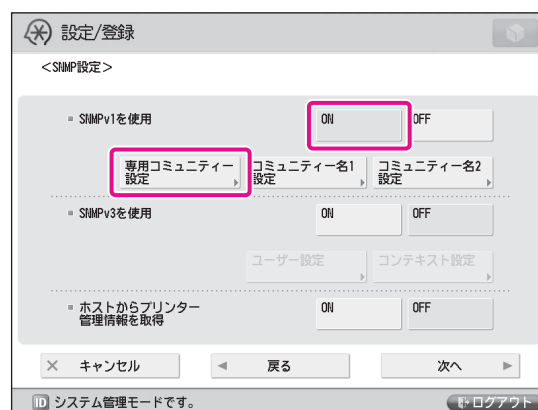 設定/登録
<SNMP設定>
SNMPv1を使用
ON
OFF
専用コミュニティー
設定
コミュニティー名1
設定
コミュニティー名2
設定
SNMPv3を使用
ON
OFF
ユーザー設定
コンテキスト設定
ホストからプリンター
管理情報を取得
ON
OFF
× キャンセル
戻る
次へ
ID システム管理モードです。
ログアウト